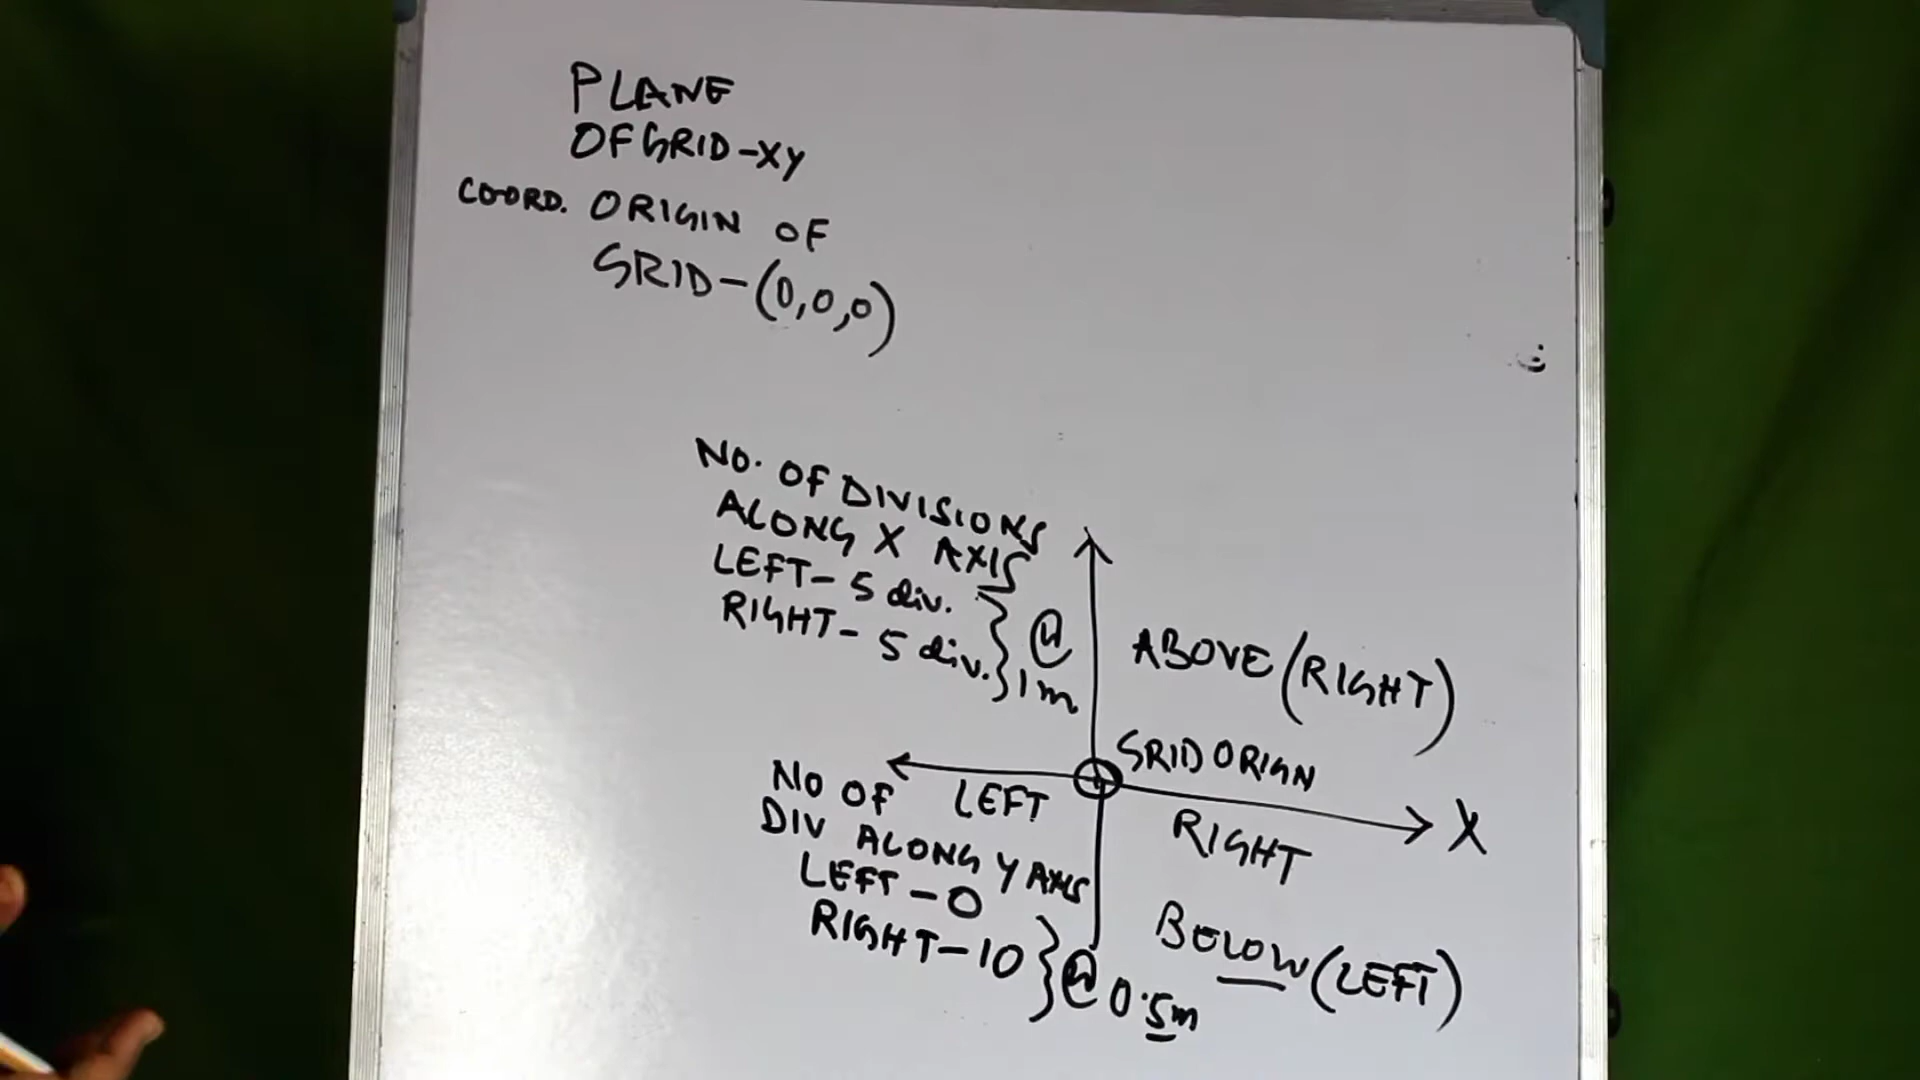 PLANE
OF GRID-XY
COORD. ORIGIN OF
GRID-(0,0,0)
NO. OF DIVISIONS
ALONG X AXIS
LEFT- 5 div.
RIGHT- 5 div. } @ 1m
ABOVE (RIGHT)
GRID ORIGN
LEFT
RIGHT
X
NO OF
DIV ALONG Y AXIS
LEFT-0
RIGHT-10 } @ 0.5m
BELOW (LEFT)